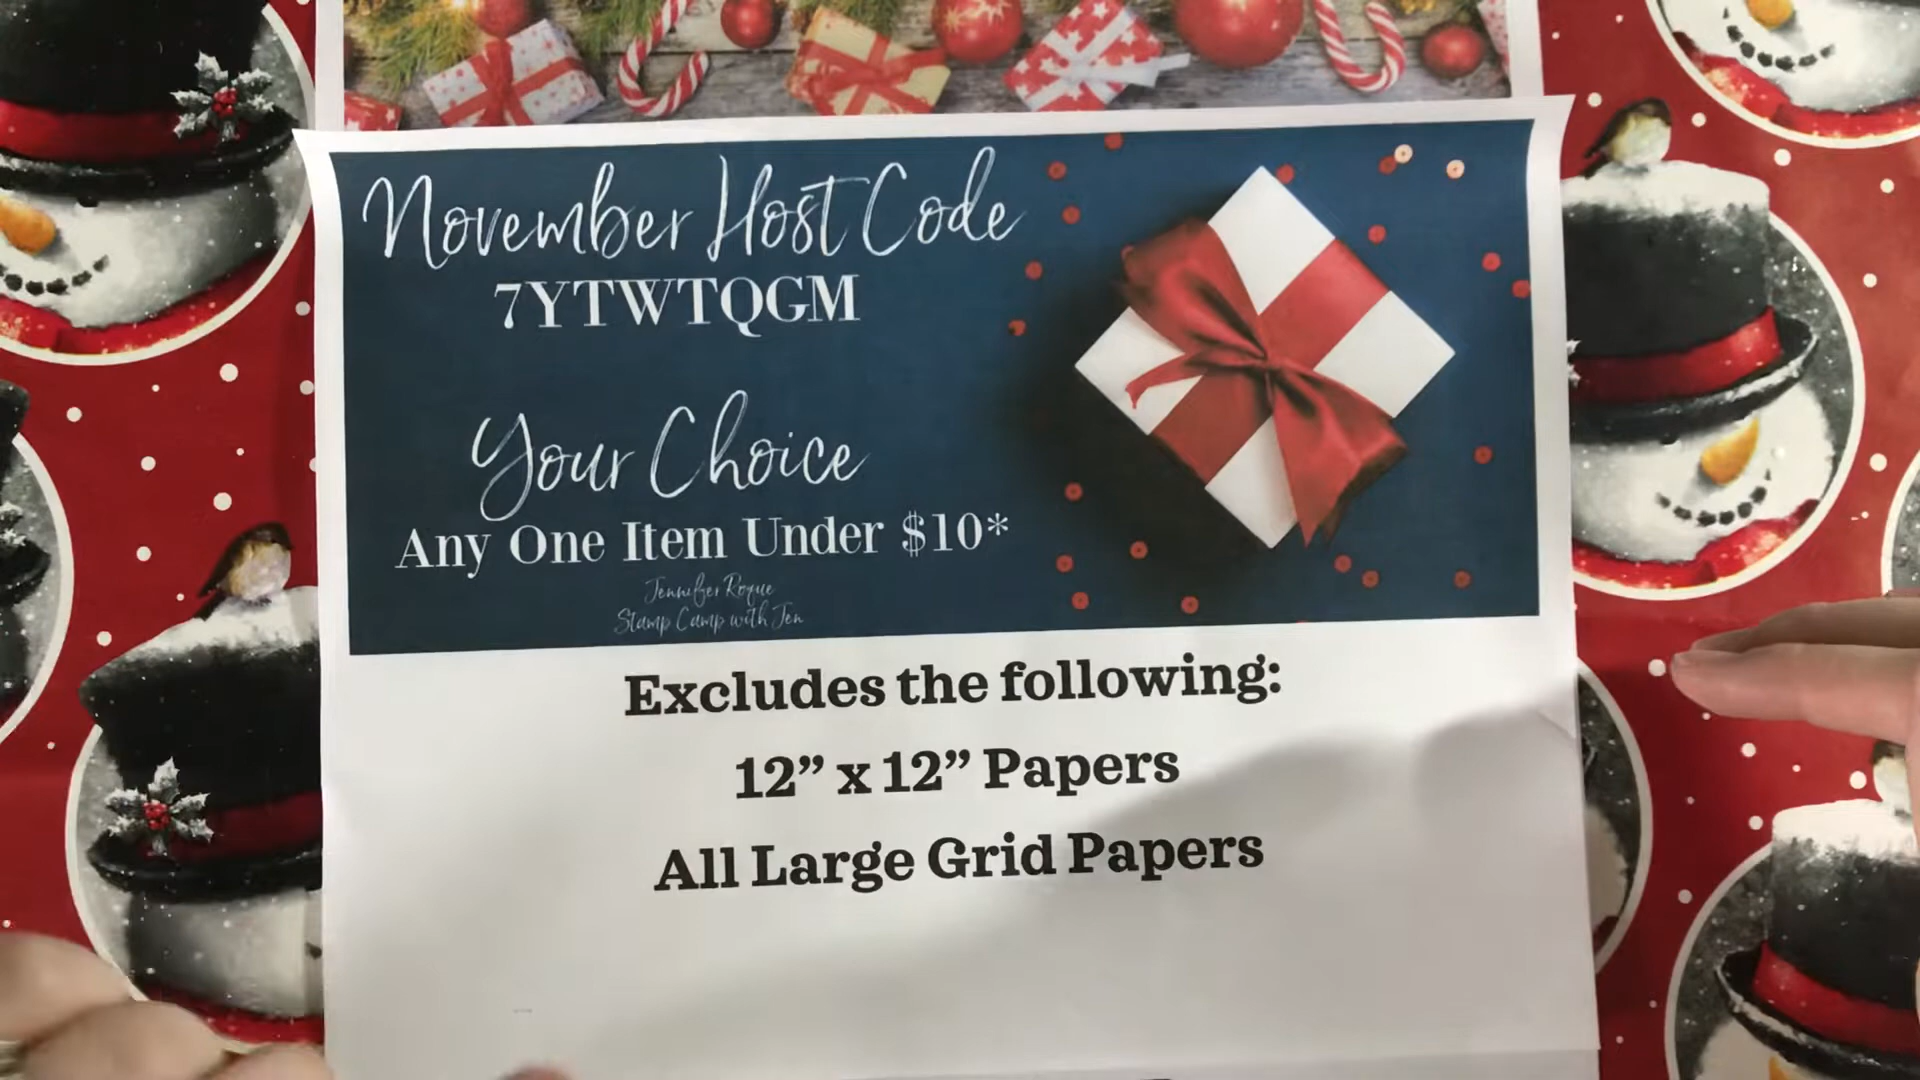 November Host Code
7YTWTQGM
Your Choice
Any One Item Under $10*
Jennifer Roque
Stamp Camp with Jen
Excludes the following:
12” x 12” Papers
All Large Grid Papers